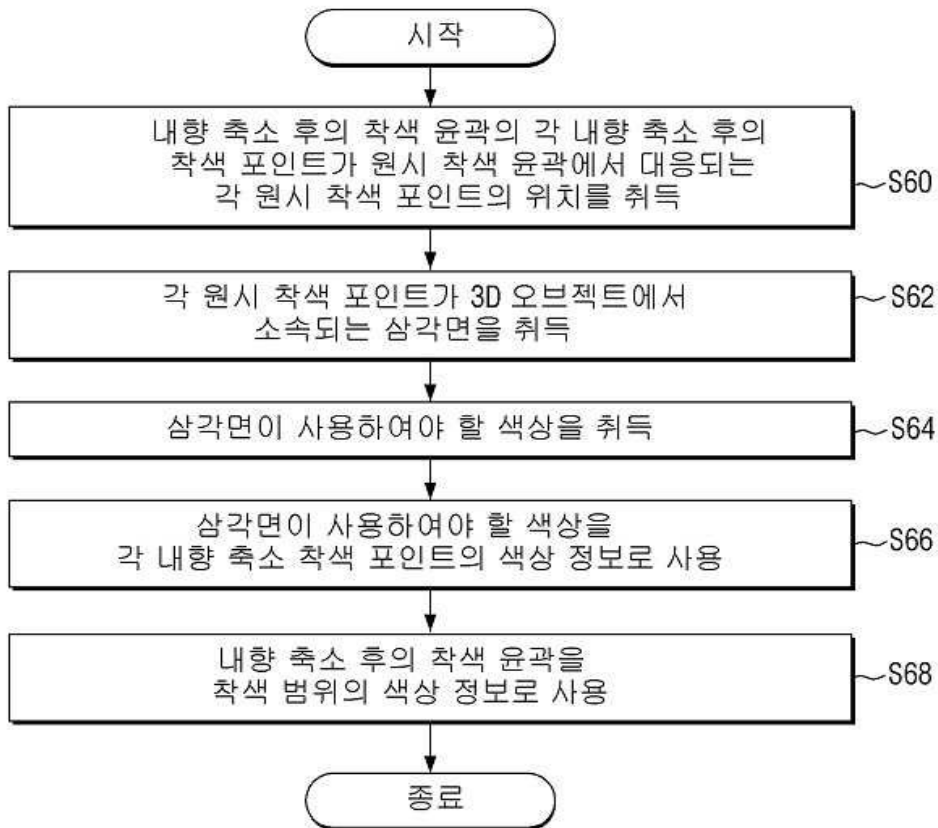 시작
내향 축소 후의 착색 윤곽의 각 내향 축소 후의
착색 포인트가 원시 착색 윤곽에서 대응되는
각 원시 착색 포인트의 위치를 취득
S60
각 원시 착색 포인트가 3D 오브젝트에서
소속되는 삼각면을 취득
S62
삼각면이 사용하여야 할 색상을 취득
S64
삼각면이 사용하여야 할 색상을
각 내향 축소 착색 포인트의 색상 정보로 사용
S66
내향 축소 후의 착색 윤곽을
착색 범위의 색상 정보로 사용
S68
종료